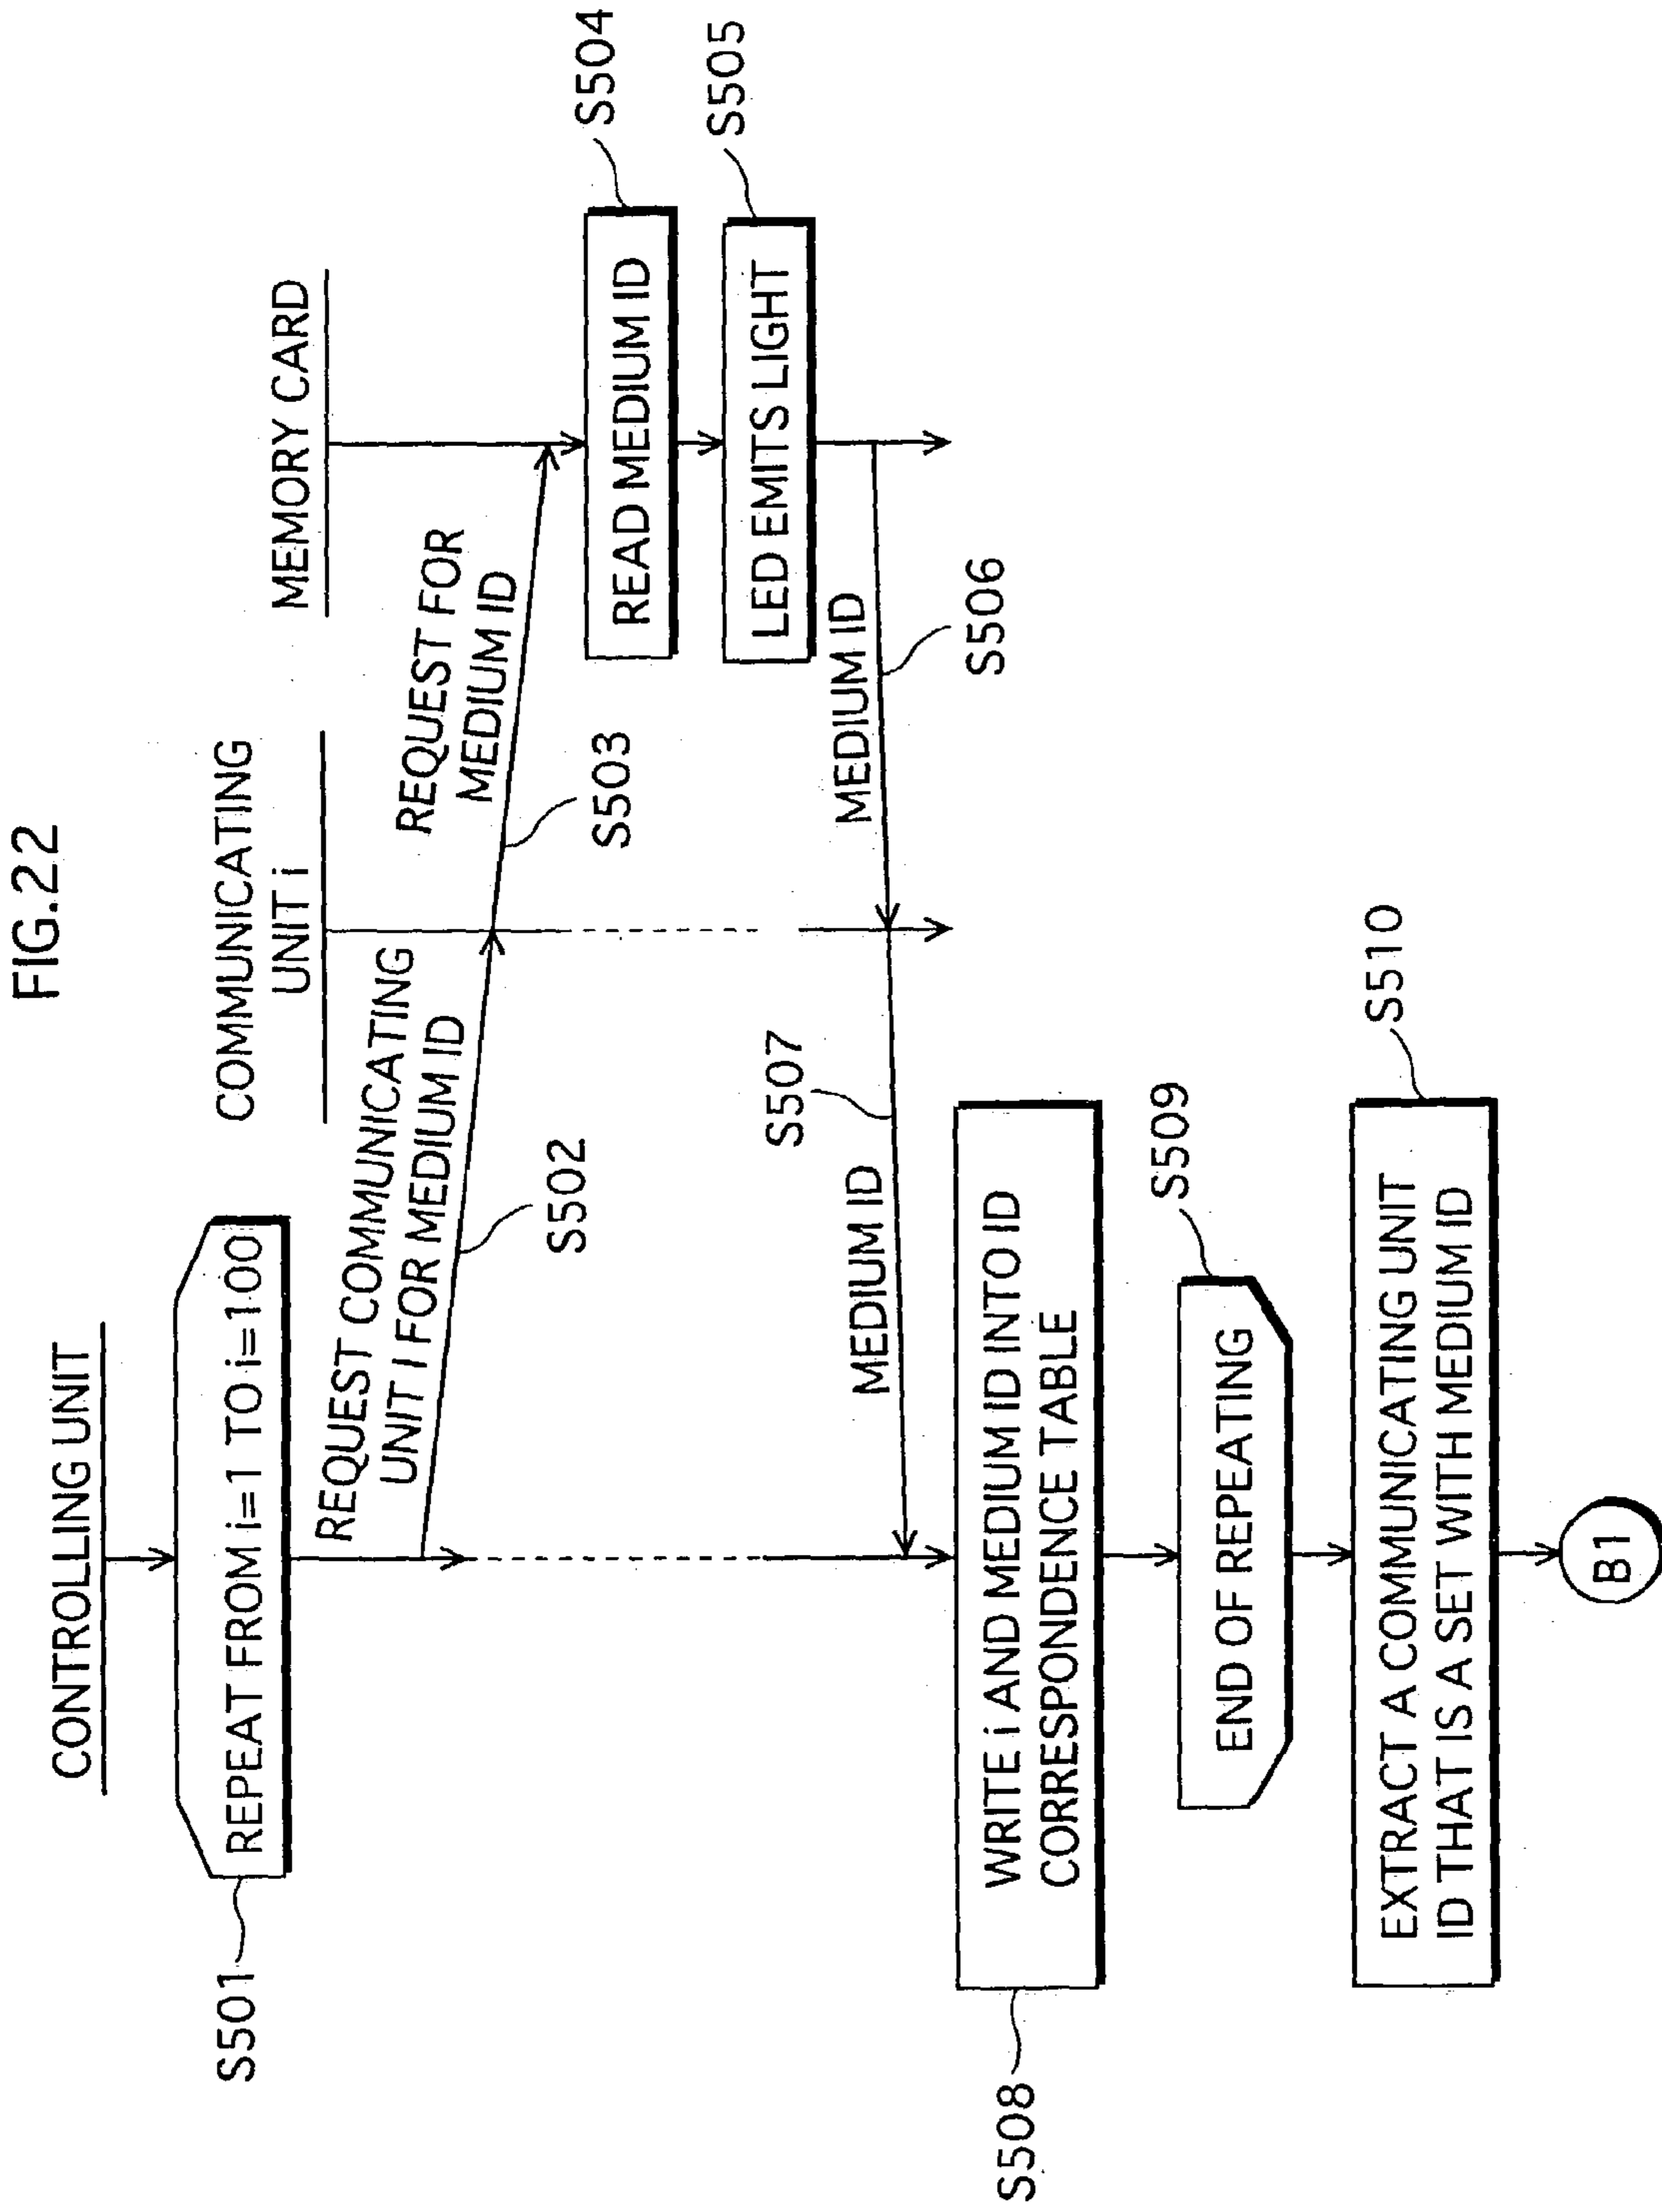 FIG.22
CONTROLLING UNIT
COMMUNICATING
UNIT i
MEMORY CARD
S501
REPEAT FROM i=1 TO i=100
REQUEST COMMUNICATING
UNIT i FOR MEDIUM ID
S502
REQUEST FOR
MEDIUM ID
S503
READ MEDIUM ID
S504
LED EMITS LIGHT
S505
MEDIUM ID
S506
MEDIUM ID
S507
WRITE i AND MEDIUM ID INTO ID
CORRESPONDENCE TABLE
S508
END OF REPEATING
S509
EXTRACT A COMMUNICATING UNIT
ID THAT IS A SET WITH MEDIUM ID
S510
B1